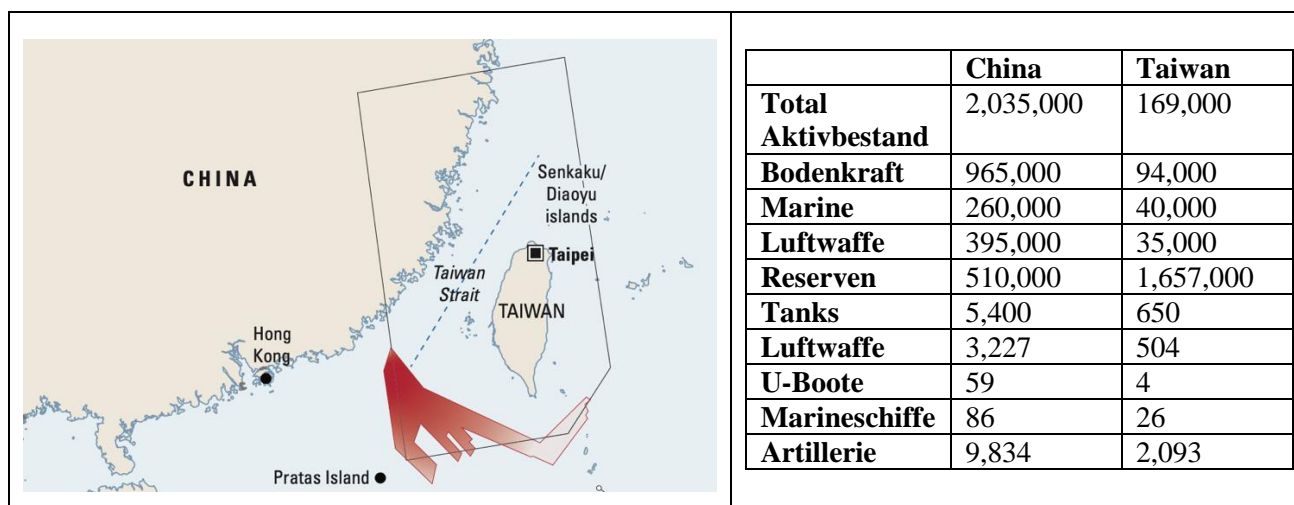 CHINA
Senkaku/
Diaoyu
islands
Taipei
Taiwan
Strait
TAIWAN
Hong
Kong
Pratas Island
China Taiwan
Total 2,035,000 169,000
Aktivbestand
Bodenkraft 965,000 94,000
Marine 260,000 40,000
Luftwaffe 395,000 35,000
Reserven 510,000 1,657,000
Tanks 5,400 650
Luftwaffe 3,227 504
U-Boote 59 4
Marineschiffe 86 26
Artillerie 9,834 2,093